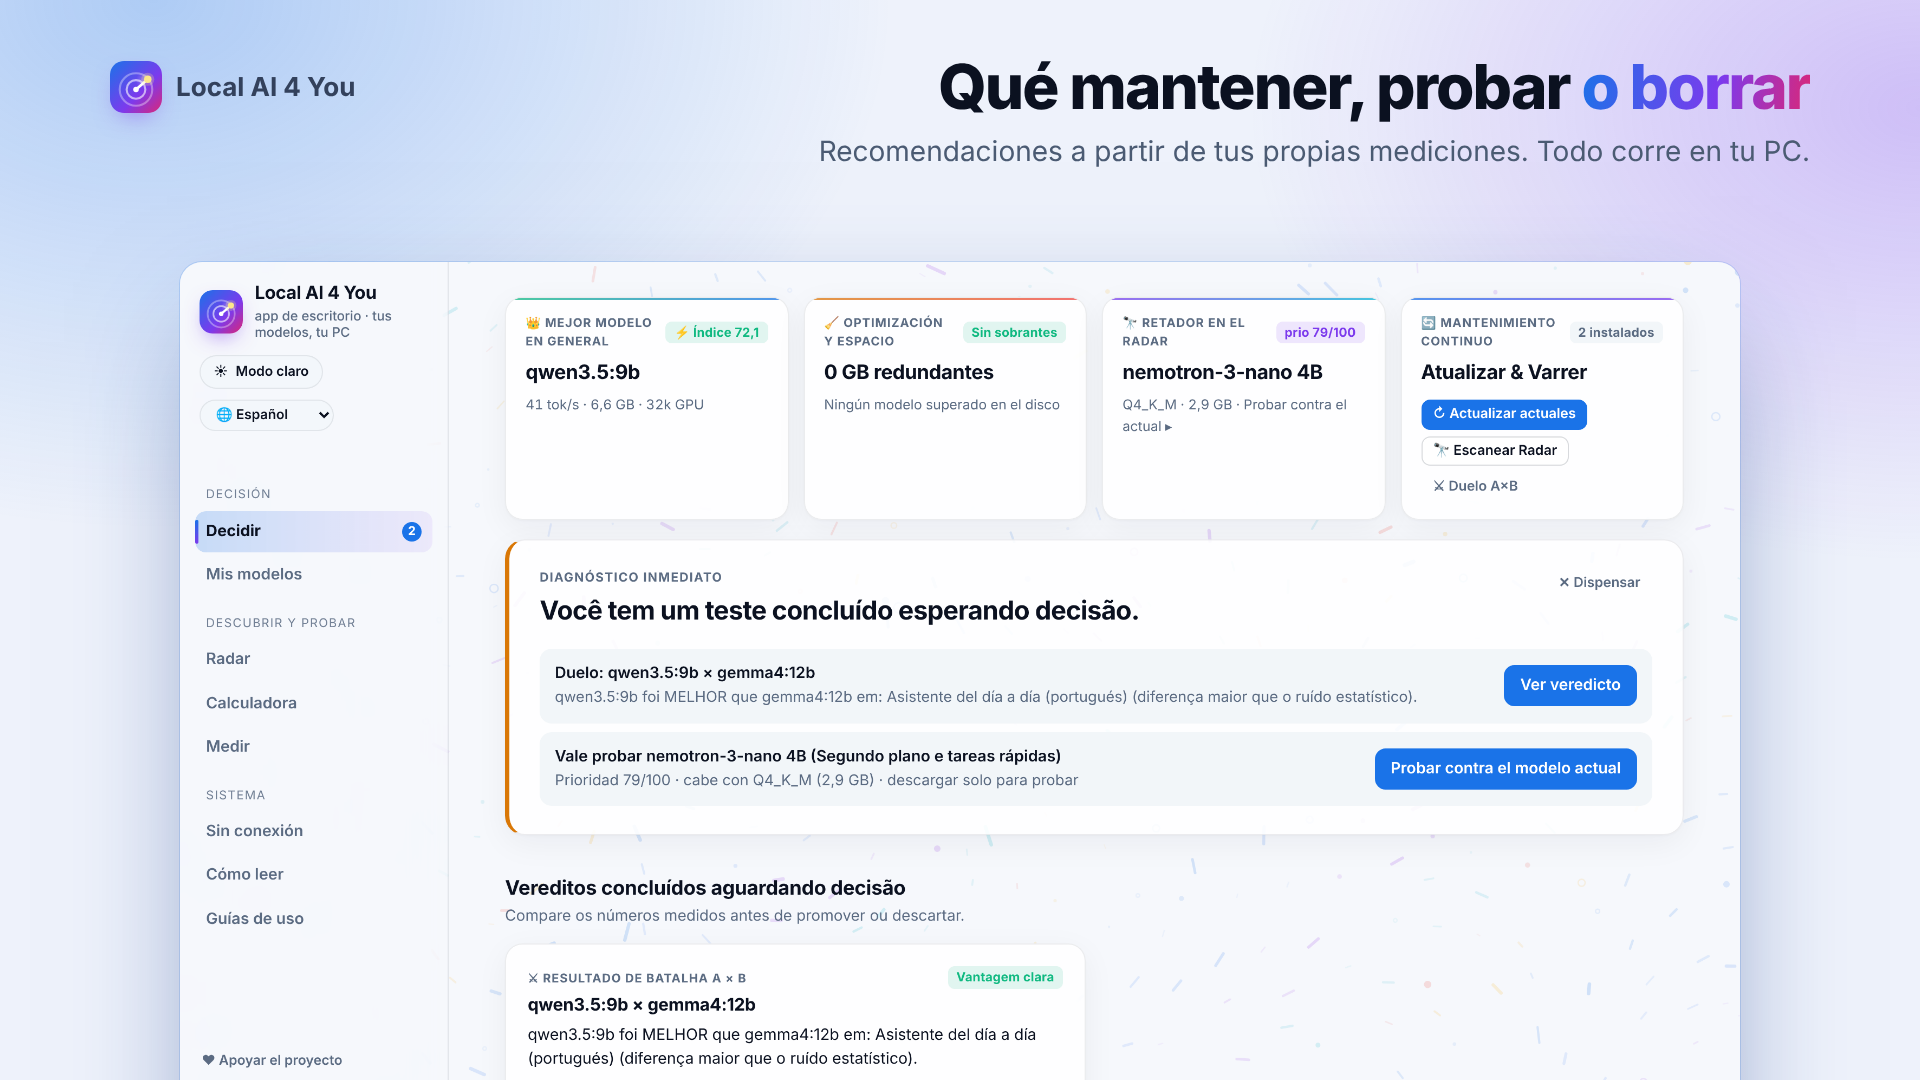 Local AI 4 You
Qué mantener, probar o borrar
Recomendaciones a partir de tus propias mediciones. Todo corre en tu PC.
Local AI 4 You
app de escritorio · tus
modelos, tu PC
☀ Modo claro
🌐 Español
DECISIÓN
Decidir
2
Mis modelos
DESCUBRIR Y PROBAR
Radar
Calculadora
Medir
SISTEMA
Sin conexión
Cómo leer
Guías de uso
♥ Apoyar el proyecto
👑 MEJOR MODELO
EN GENERAL
⚡ Índice 72,1
qwen3.5:9b
41 tok/s · 6,6 GB · 32k GPU
🧹 OPTIMIZACIÓN
Y ESPACIO
Sin sobrantes
0 GB redundantes
Ningún modelo superado en el disco
🔭 RETADOR EN EL
RADAR
prio 79/100
nemotron-3-nano 4B
Q4_K_M · 2,9 GB · Probar contra el
actual ▸
🔄 MANTENIMIENTO
CONTINUO
2 instalados
Atualizar & Varrer
↻ Actualizar actuales
🔭 Escanear Radar
⚔ Duelo A×B
DIAGNÓSTICO INMEDIATO
✕ Dispensar
Você tem um teste concluído esperando decisão.
Duelo: qwen3.5:9b × gemma4:12b
qwen3.5:9b foi MELHOR que gemma4:12b em: Asistente del día a día (portugués) (diferença maior que o ruído estatístico).
Ver veredicto
Vale probar nemotron-3-nano 4B (Segundo plano e tareas rápidas)
Prioridad 79/100 · cabe con Q4_K_M (2,9 GB) · descargar solo para probar
Probar contra el modelo actual
Vereditos concluídos aguardando decisão
Compare os números medidos antes de promover ou descartar.
⚔ RESULTADO DE BATALHA A × B
Vantagem clara
qwen3.5:9b × gemma4:12b
qwen3.5:9b foi MELHOR que gemma4:12b em: Asistente del día a día
(portugués) (diferença maior que o ruído estatístico).